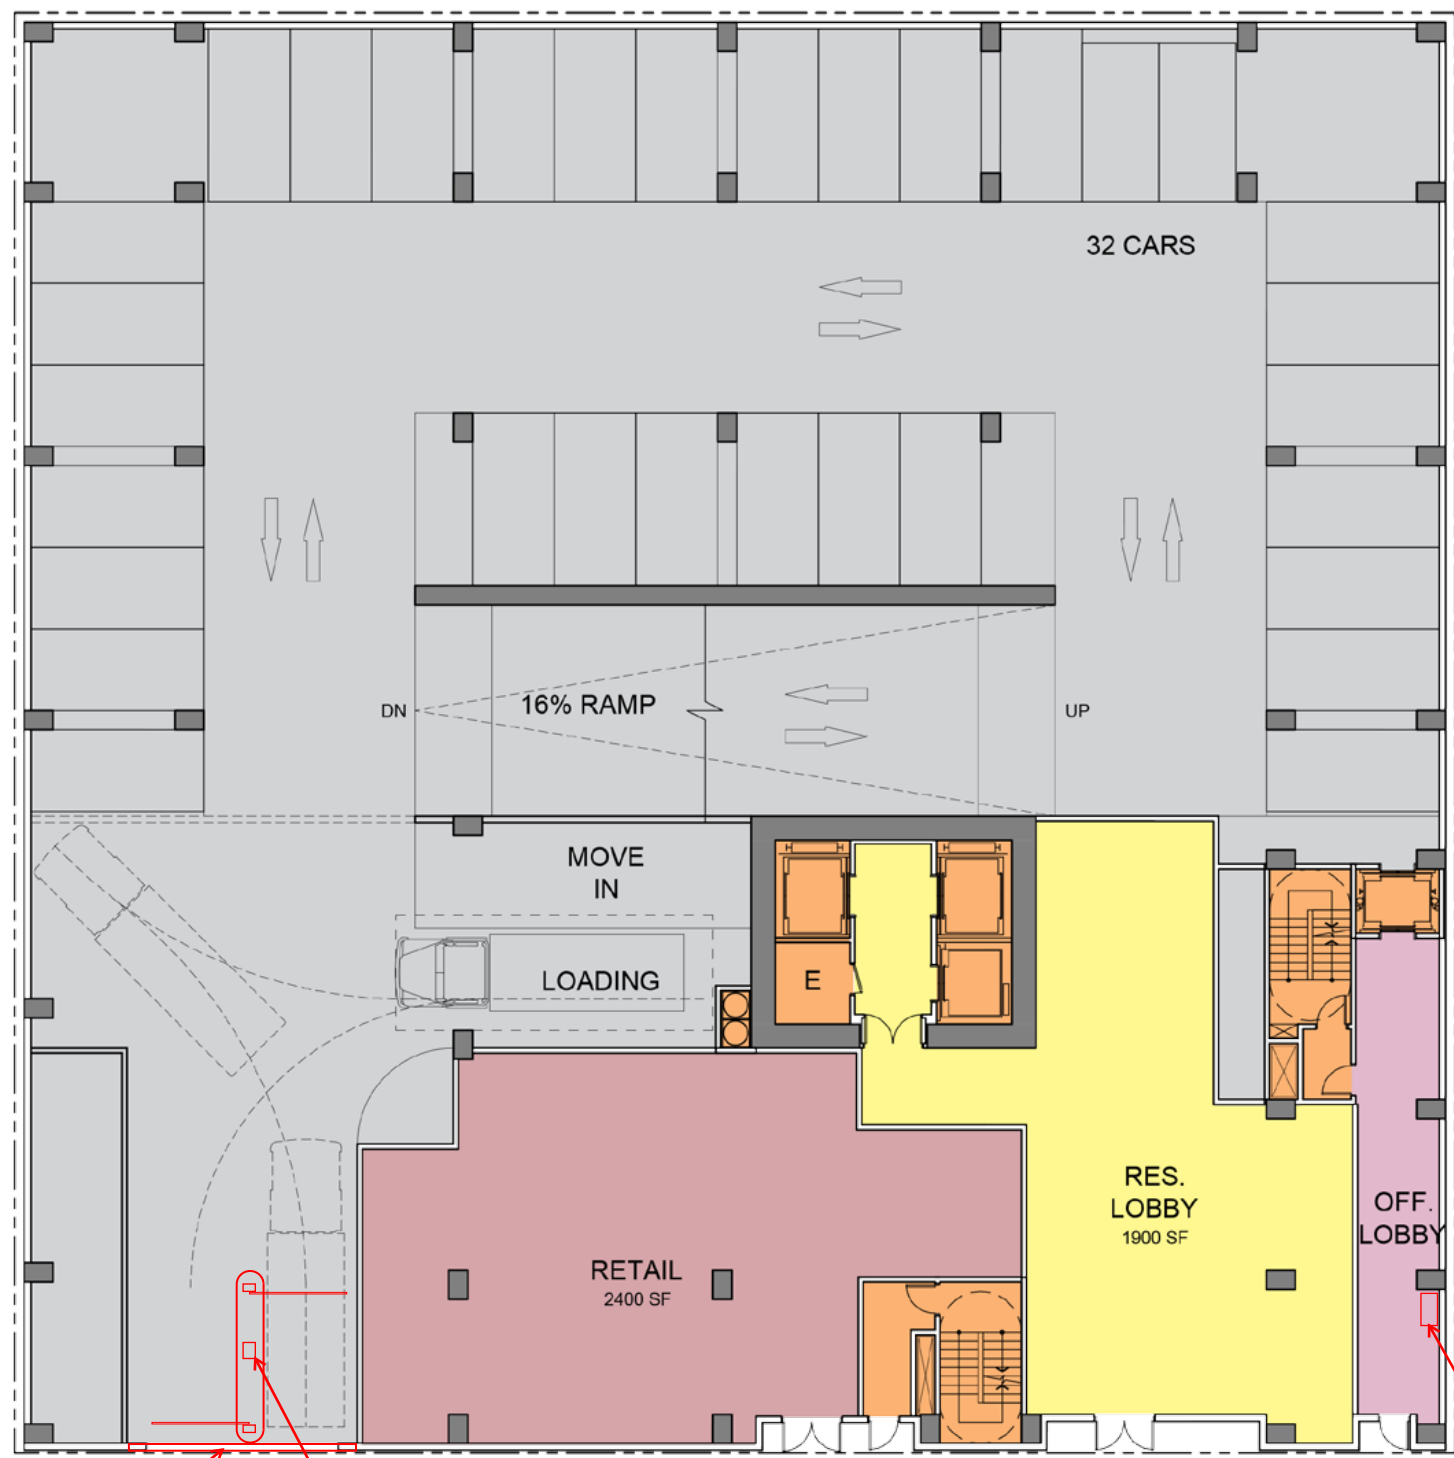 32 CARS
DN
16% RAMP
UP
MOVE
IN
LOADING
E
RES.
LOBBY
1900 SF
OFF.
LOBBY
RETAIL
2400 SF